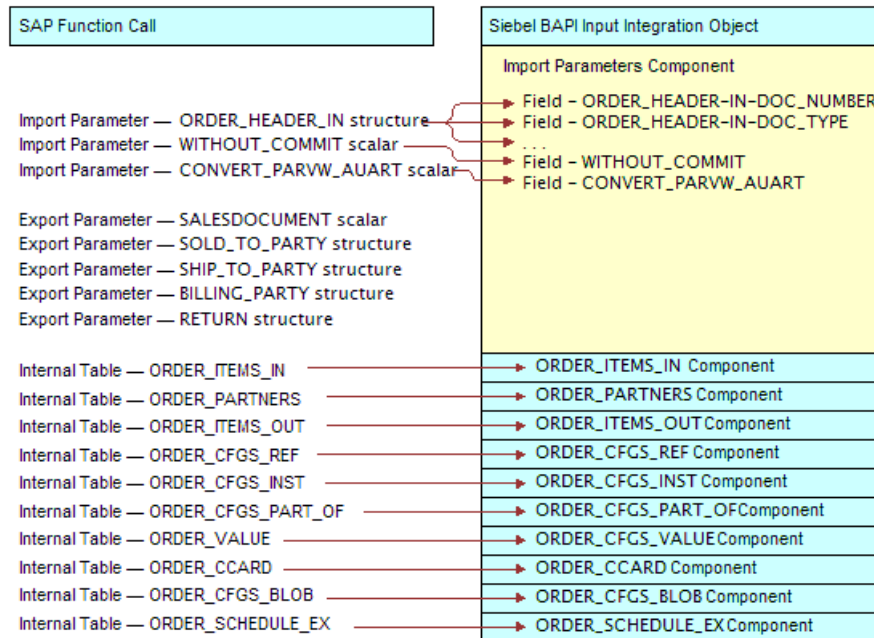 SAP Function Call
Siebel BAPI Input Integration Object
Import Parameters Component
Field – ORDER_HEADER-IN-DOC_NUMBER
Import Parameter — ORDER_HEADER_IN structure
Field – ORDER_HEADER-IN-DOC_TYPE
. . .
Import Parameter — WITHOUT_COMMIT scalar
Field – WITHOUT_COMMIT
Import Parameter — CONVERT_PARVW_AUART scalar
Field – CONVERT_PARVW_AUART
Export Parameter — SALESDOCUMENT scalar
Export Parameter — SOLD_TO_PARTY structure
Export Parameter — SHIP_TO_PARTY structure
Export Parameter — BILLING_PARTY structure
Export Parameter — RETURN structure
Internal Table — ORDER_ITEMS_IN
ORDER_ITEMS_IN Component
Internal Table — ORDER_PARTNERS
ORDER_PARTNERS Component
Internal Table — ORDER_ITEMS_OUT
ORDER_ITEMS_OUT Component
Internal Table — ORDER_CFGS_REF
ORDER_CFGS_REF Component
Internal Table — ORDER_CFGS_INST
ORDER_CFGS_INST Component
Internal Table — ORDER_CFGS_PART_OF
ORDER_CFGS_PART_OFComponent
Internal Table — ORDER_VALUE
ORDER_CFGS_VALUE Component
Internal Table — ORDER_CCARD
ORDER_CCARD Component
Internal Table — ORDER_CFGS_BLOB
ORDER_CFGS_BLOB Component
Internal Table — ORDER_SCHEDULE_EX
ORDER_SCHEDULE_EX Component